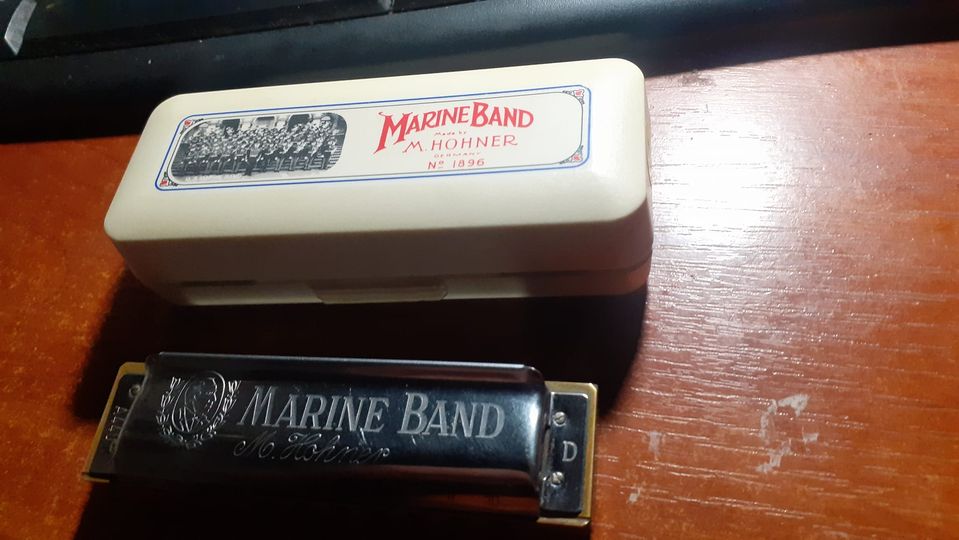 MARINE BAND
Made by
M. HOHNER
GERMANY
Nº 1896
MARINE BAND
M. Hohner
D